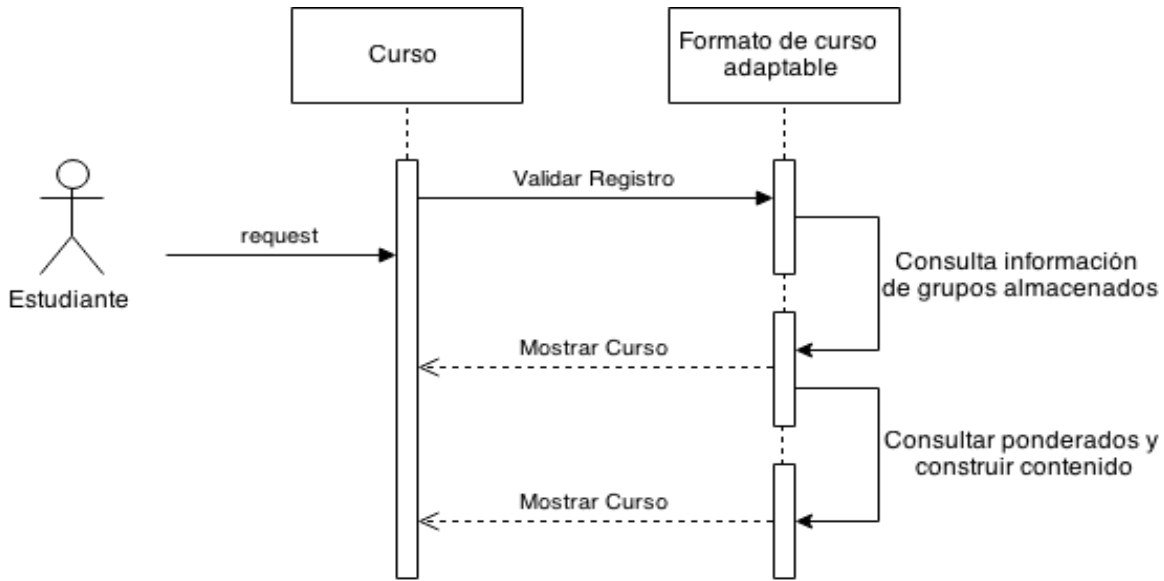 Curso
Formato de curso
adaptable
Validar Registro
request
Estudiante
Consulta información
de grupos almacenados
Mostrar Curso
Consultar ponderados y
construir contenido
Mostrar Curso